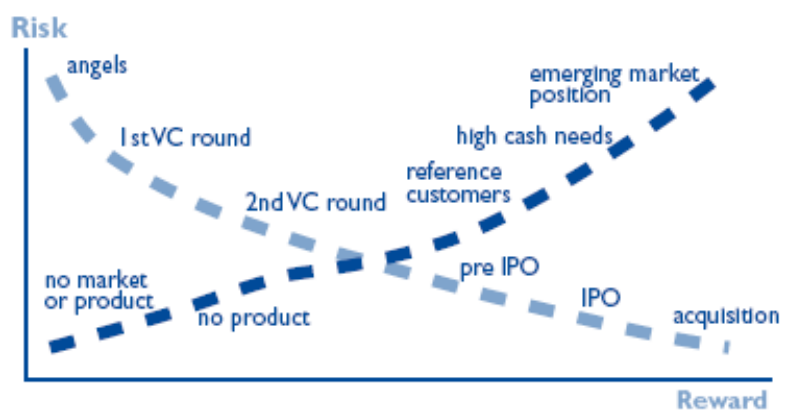 Risk
angels
emerging market
position
1st VC round
high cash needs
reference
customers
2nd VC round
no market
or product
pre IPO
no product
IPO
acquisition
Reward